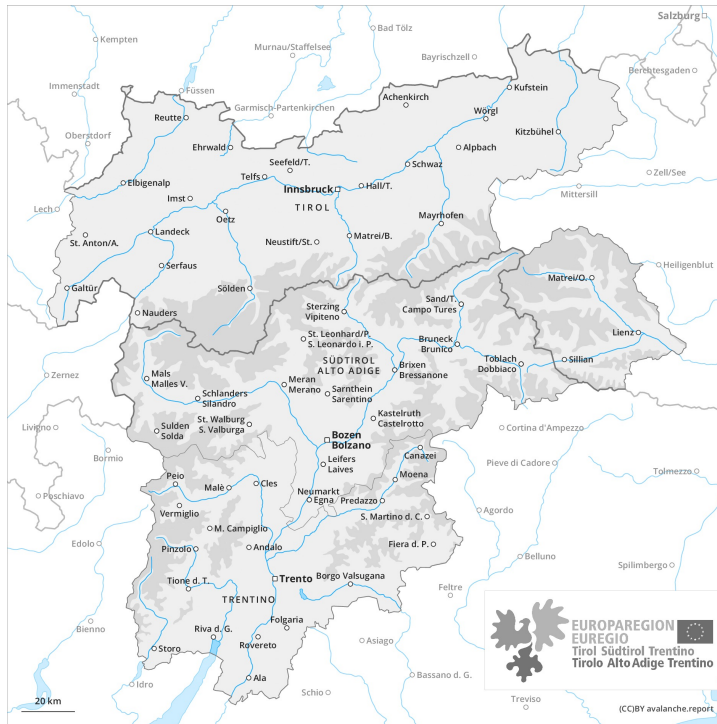 Salzburg
Bad Tölz
Kempten
Murnau/Staffelsee
Bayrischzell
Berchtesgaden
Immenstadt
Füssen
Kufstein
Achenkirch
Garmisch-Partenkirchen
Wörgl
Reutte
Oberstdorf
Kitzbühel
Ehrwald
Alpbach
Seefeld/T.
Schwaz
Telfs
Zell/See
Elbigenalp
Innsbruck
Hall/T.
Mittersill
Imst
TIROL
Lech
Oetz
Mayrhofen
Landeck
Matrei/B.
St. Anton/A.
Neustift/St.
Serfaus
Heiligenblut
Matrei/O.
Galtür
Sölden
Sand/T.
Campo Tures
Nauders
Sterzing
Vipiteno
Lienz
St. Leonhard/P.
S. Leonardo i. P.
Bruneck
Brunico
SÜDTIROL
ALTO ADIGE
Toblach
Dobbiaco
Sillian
Brixen
Bressanone
Zernez
Mals
Malles V.
Meran
Merano
Schlanders
Silandro
Sarnthein
Sarentino
Kastelruth
Castelrotto
St. Walburg
S. Valburga
Livigno
Sulden
Solda
Cortina d'Ampezzo
Bozen
Bolzano
Bormio
Canazei
Leifers
Laives
Pieve di Cadore
Tolmezzo
Peio
Moena
Malè
Cles
Neumarkt
Egna
Predazzo
Poschiavo
Vermiglio
Agordo
S. Martino d. C.
M. Campiglio
Edolo
Fiera d. P.
Pinzolo
Andalo
Belluno
Spilimbergo
Trento
Borgo Valsugana
Tione d. T.
Feltre
TRENTINO
Folgaria
Bienno
Riva d. G.
Rovereto
Asiago
Storo
Ala
Bassano d. G.
Idro
Schio
Treviso
EUROPAREGION
EUREGIO
Tirol Südtirol Trentino
Tirolo Alto Adige Trentino
20 km
(CC)BY avalanche.report